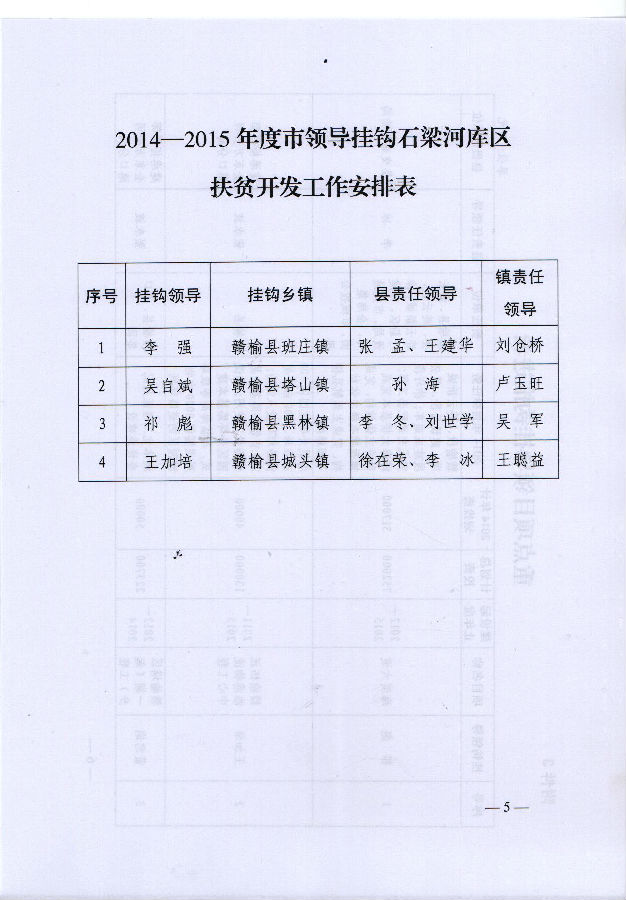 2014—2015 年度市领导挂钩石梁河库区
扶贫开发工作安排表
序号 挂钩领导 挂钩乡镇 县责任领导 镇责任
领导
1 李 强 赣榆县班庄镇 张 孟、王建华 刘仓桥
2 吴自斌 赣榆县塔山镇 孙 海 卢玉旺
3 祁 彪 赣榆县黑林镇 李 冬、刘世学 吴 军
4 王加培 赣榆县城头镇 徐在荣、李 冰 王聪益
—5—